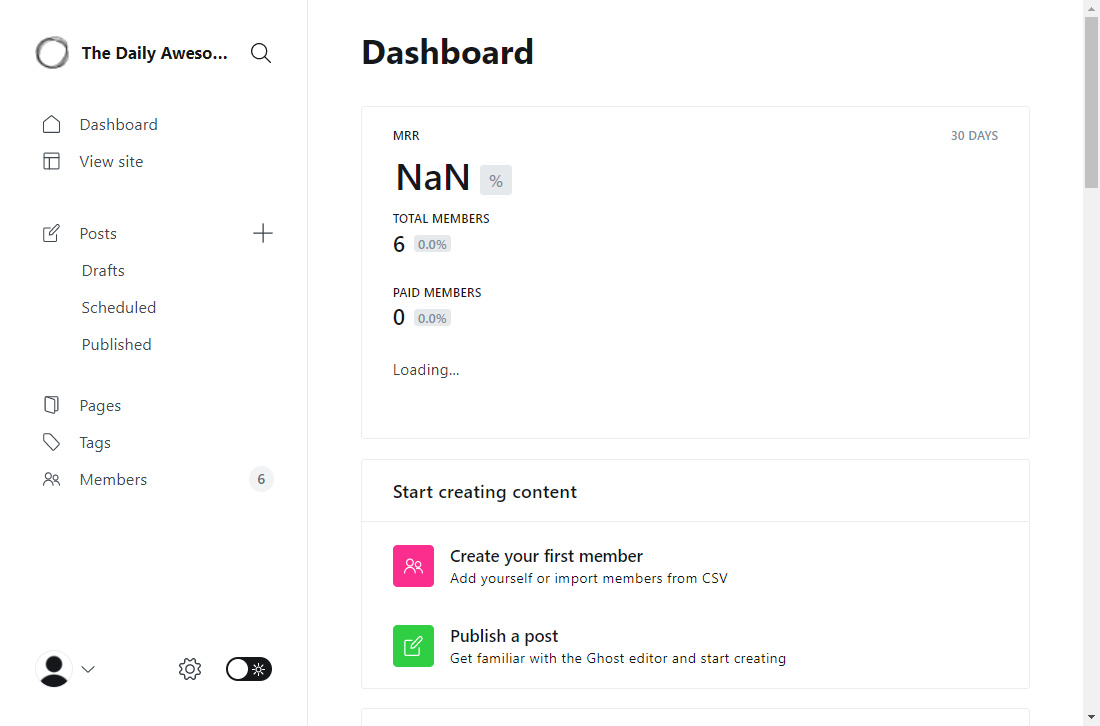 The Daily Aweso...
Dashboard
View site
Posts
Drafts
Scheduled
Published
Pages
Tags
Members 6
Dashboard
MRR 30 DAYS
NaN %
TOTAL MEMBERS
6 0.0%
PAID MEMBERS
0 0.0%
Loading...
Start creating content
Create your first member
Add yourself or import members from CSV
Publish a post
Get familiar with the Ghost editor and start creating